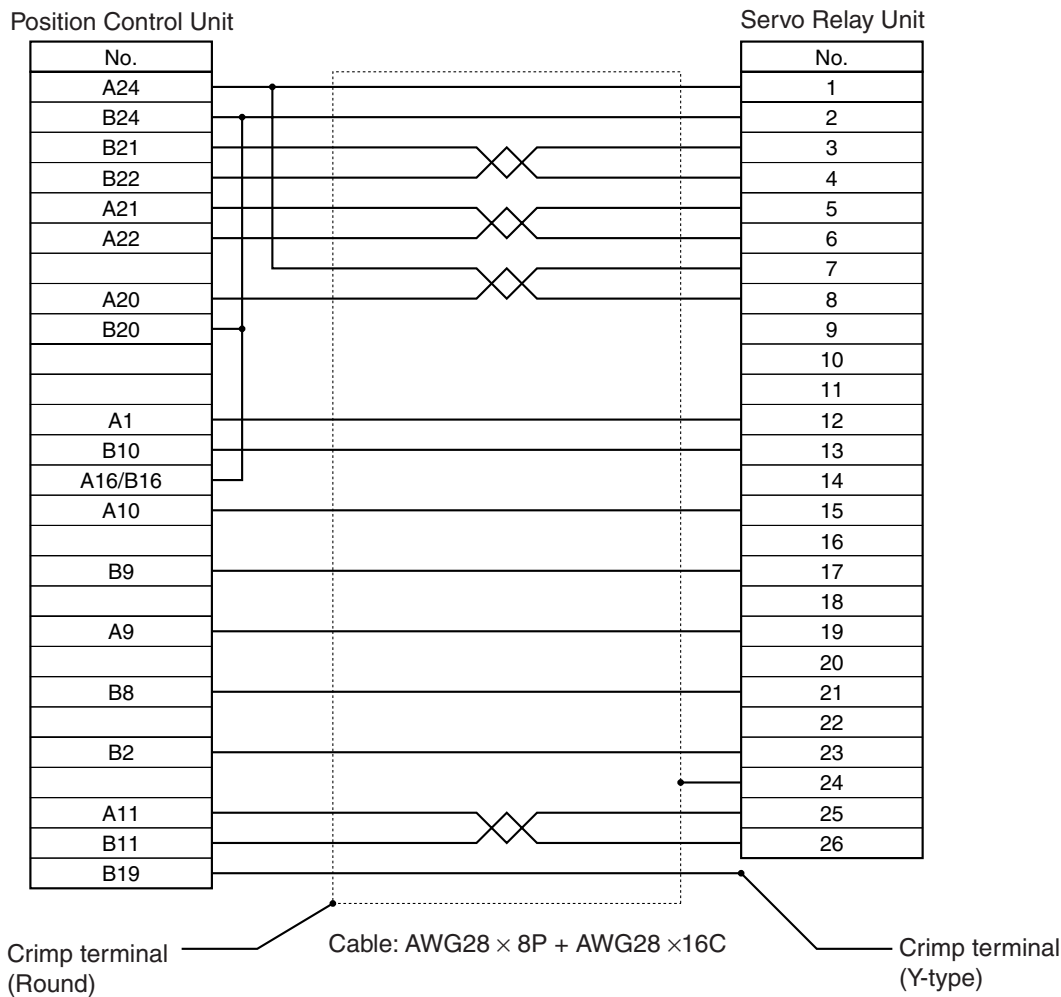 Position Control Unit Servo Relay Unit
No. No.
A24 1
B24 2
B21 3
B22 4
A21 5
A22 6
7
A20 8
B20 9
10
11
A1 12
B10 13
A16/B16 14
A10 15
16
B9 17
18
A9 19
20
B8 21
22
B2 23
24
A11 25
B11 26
B19
Crimp terminal
(Round)
Cable: AWG28 × 8P + AWG28 ×16C
Crimp terminal
(Y-type)